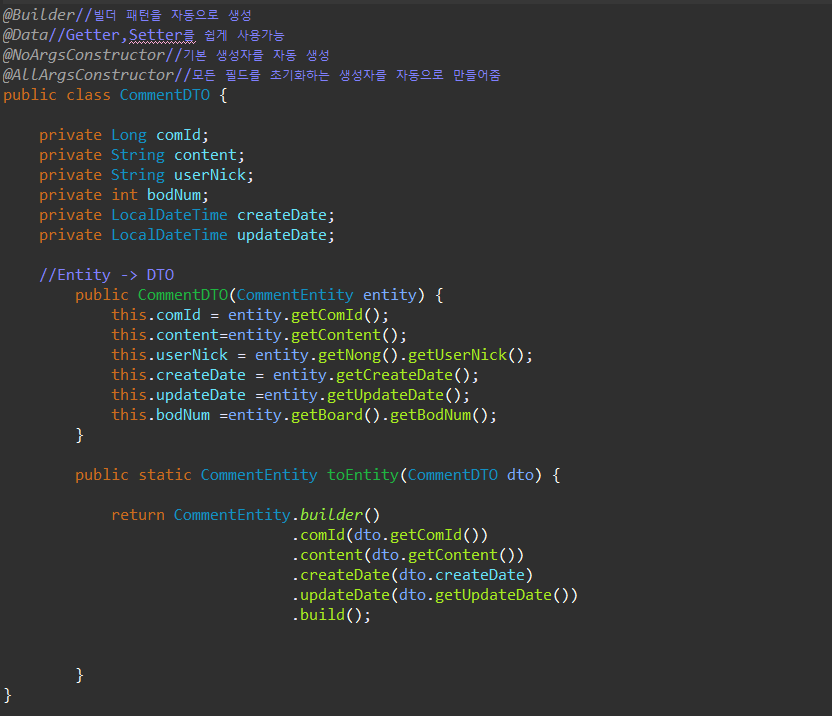 @Builder//빌더 패턴을 자동으로 생성
@Data//Getter,Setter를 쉽게 사용가능
@NoArgsConstructor//기본 생성자를 자동 생성
@AllArgsConstructor//모든 필드를 초기화하는 생성자를 자동으로 만들어줌
public class CommentDTO {
private Long comId;
private String content;
private String userNick;
private int bodNum;
private LocalDateTime createDate;
private LocalDateTime updateDate;
//Entity -> DTO
public CommentDTO(CommentEntity entity) {
this.comId = entity.getComId();
this.content=entity.getContent();
this.userNick = entity.getNong().getUserNick();
this.createDate = entity.getCreateDate();
this.updateDate =entity.getUpdateDate();
this.bodNum =entity.getBoard().getBodNum();
}
public static CommentEntity toEntity(CommentDTO dto) {
return CommentEntity.builder()
.comId(dto.getComId())
.content(dto.getContent())
.createDate(dto.createDate)
.updateDate(dto.getUpdateDate())
.build();
}
}